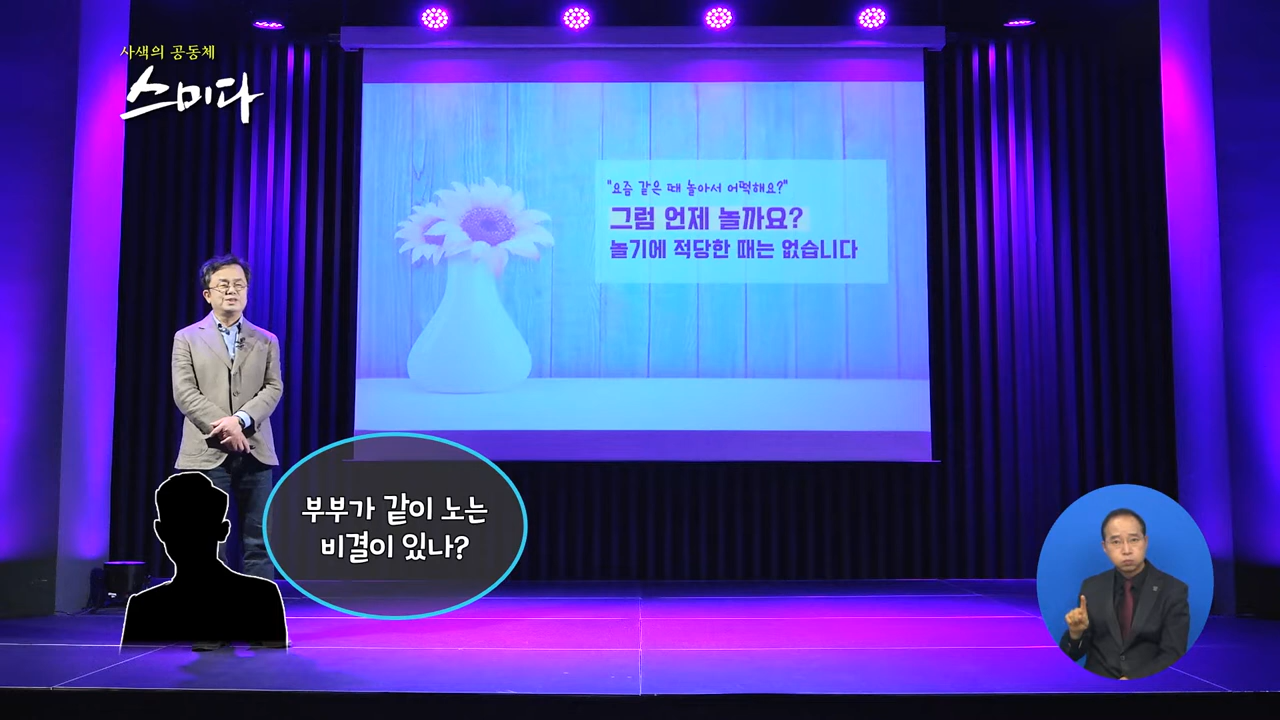 사색의 공동체
스미다
"요즘 같은 때 놀아서 어떡해요?"
그럼 언제 놀까요?
놀기에 적당한 때는 없습니다
부부가 같이 노는
비결이 있나?